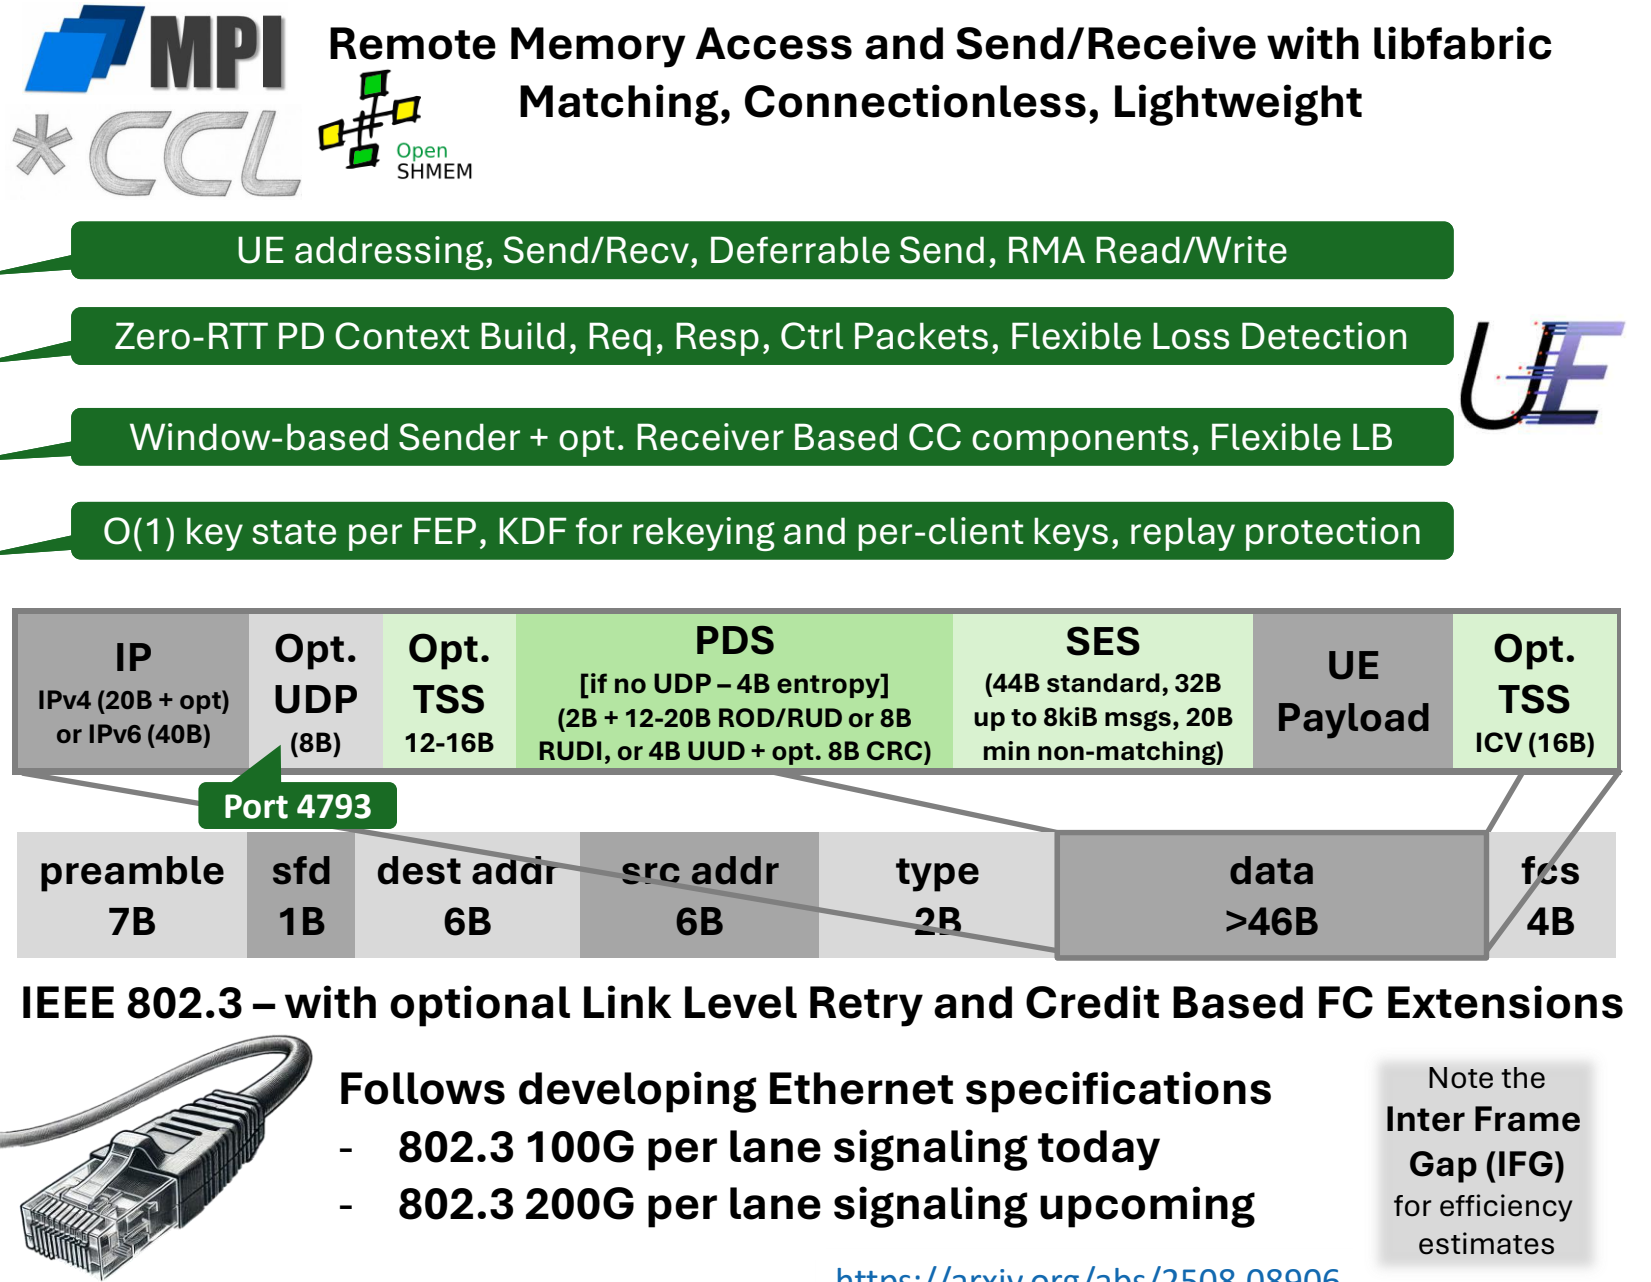 MPI
Remote Memory Access and Send/Receive with libfabric
Matching, Connectionless, Lightweight
*CCL
Open
SHMEM
UE addressing, Send/Recv, Deferrable Send, RMA Read/Write
Zero-RTT PD Context Build, Req, Resp, Ctrl Packets, Flexible Loss Detection
UE
Window-based Sender + opt. Receiver Based CC components, Flexible LB
O(1) key state per FEP, KDF for rekeying and per-client keys, replay protection
IP
IPv4 (20B + opt)
or IPv6 (40B)
Opt.
UDP
(8B)
Opt.
TSS
12-16B
PDS
[if no UDP – 4B entropy]
(2B + 12-20B ROD/RUD or 8B
RUDI, or 4B UUD + opt. 8B CRC)
SES
(44B standard, 32B
up to 8kiB msgs, 20B
min non-matching)
UE
Payload
Opt.
TSS
ICV (16B)
Port 4793
preamble
7B
sfd
1B
dest addr
6B
src addr
6B
type
2B
data
>46B
fcs
4B
IEEE 802.3 – with optional Link Level Retry and Credit Based FC Extensions
Follows developing Ethernet specifications
- 802.3 100G per lane signaling today
- 802.3 200G per lane signaling upcoming
Note the
Inter Frame
Gap (IFG)
for efficiency
estimates
https://arxiv.org/abs/2508.08906